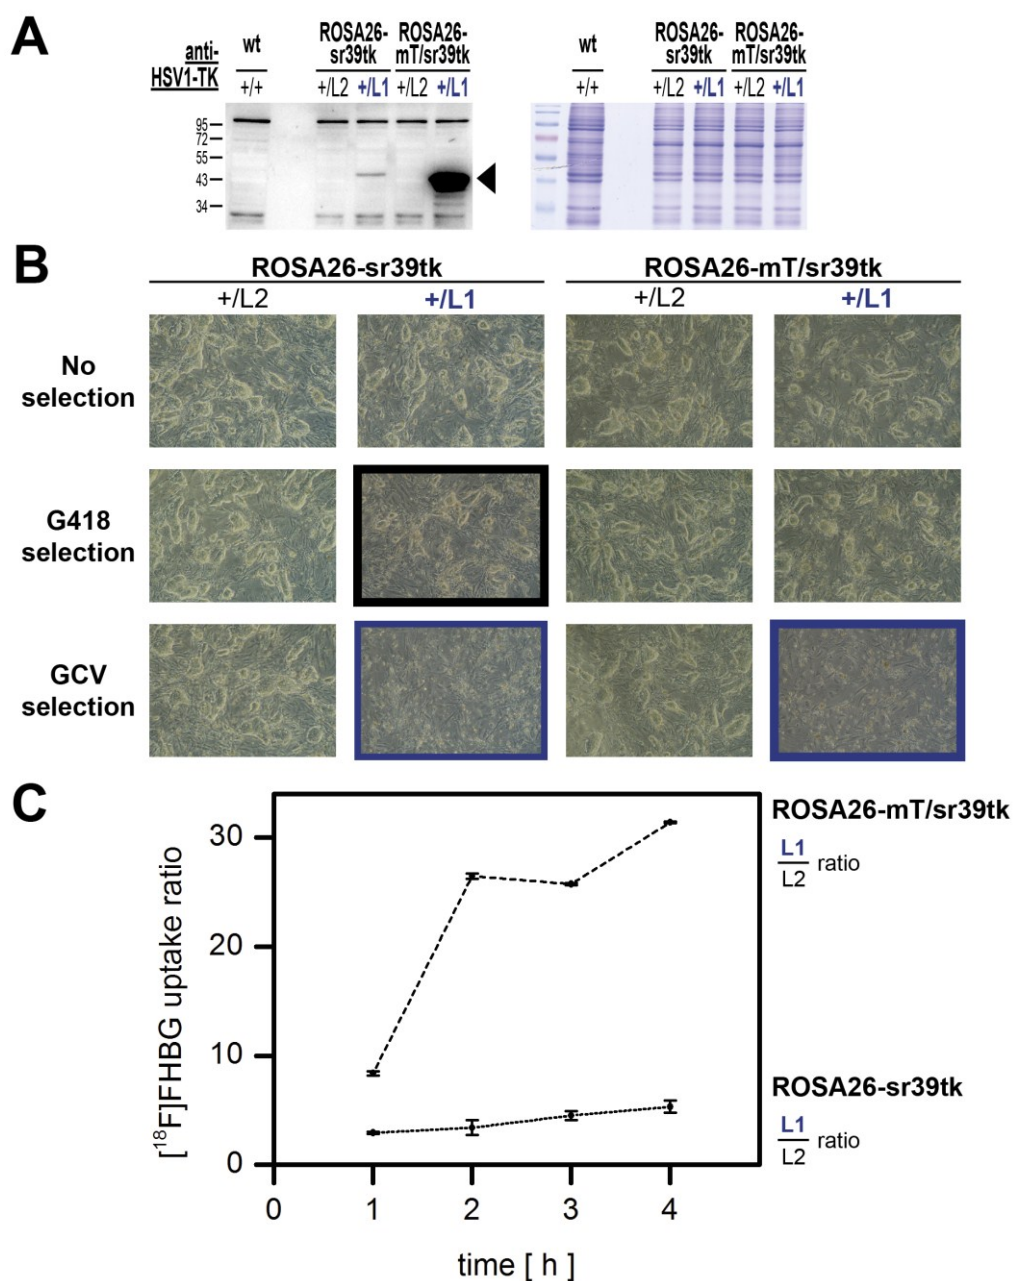 A
anti-
HSV1-TK
wt
ROSA26-
sr39tk
ROSA26-
mT/sr39tk
+/+
+/L2
+/L1
+/L2
+/L1
95
72
55
43
34
wt
ROSA26-
sr39tk
ROSA26-
mT/sr39tk
+/+
+/L2
+/L1
+/L2
+/L1
B
ROSA26-sr39tk
ROSA26-mT/sr39tk
+/L2
+/L1
+/L2
+/L1
No
selection
G418
selection
GCV
selection
C
[¹⁸F]FHBG uptake ratio
30
20
10
0
0 1 2 3 4
time [ h ]
ROSA26-mT/sr39tk
L1
L2
ratio
ROSA26-sr39tk
L1
L2
ratio